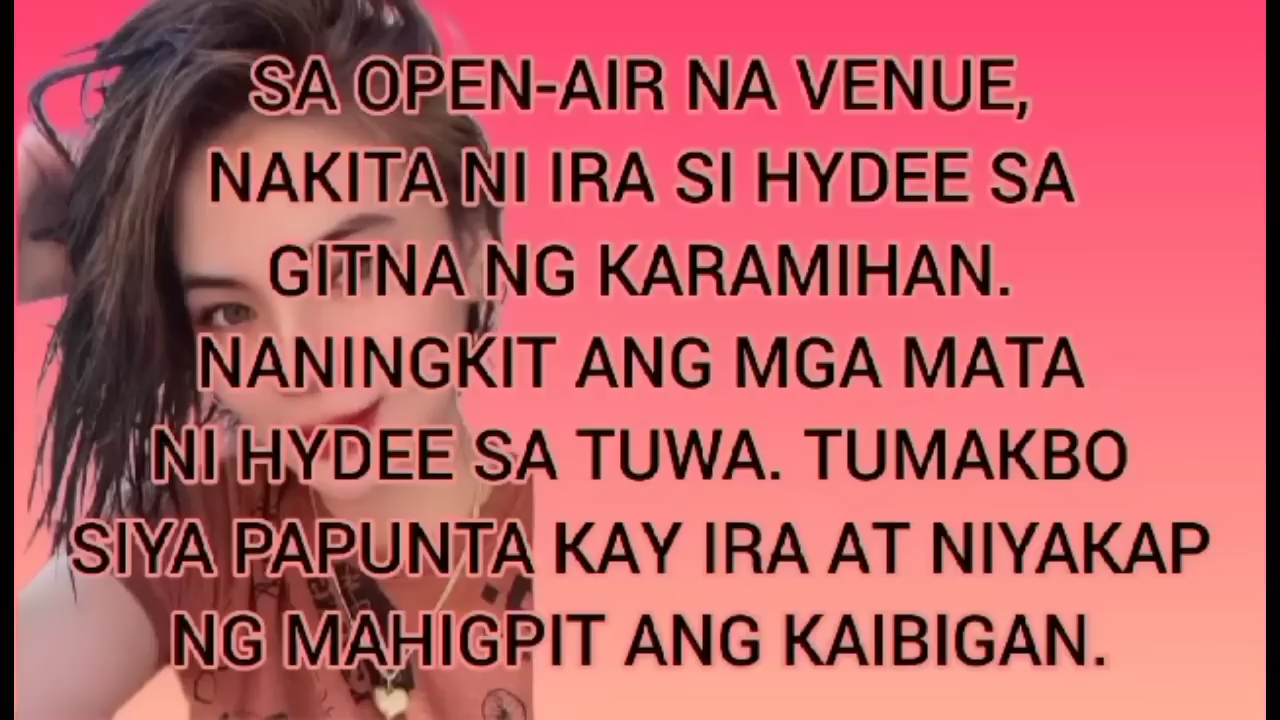 SA OPEN-AIR NA VENUE,
NAKITA NI IRA SI HYDEE SA
GITNA NG KARAMIHAN.
NANINGKIT ANG MGA MATA
NI HYDEE SA TUWA. TUMAKBO
SIYA PAPUNTA KAY IRA AT NIYAKAP
NG MAHIGPIT ANG KAIBIGAN.